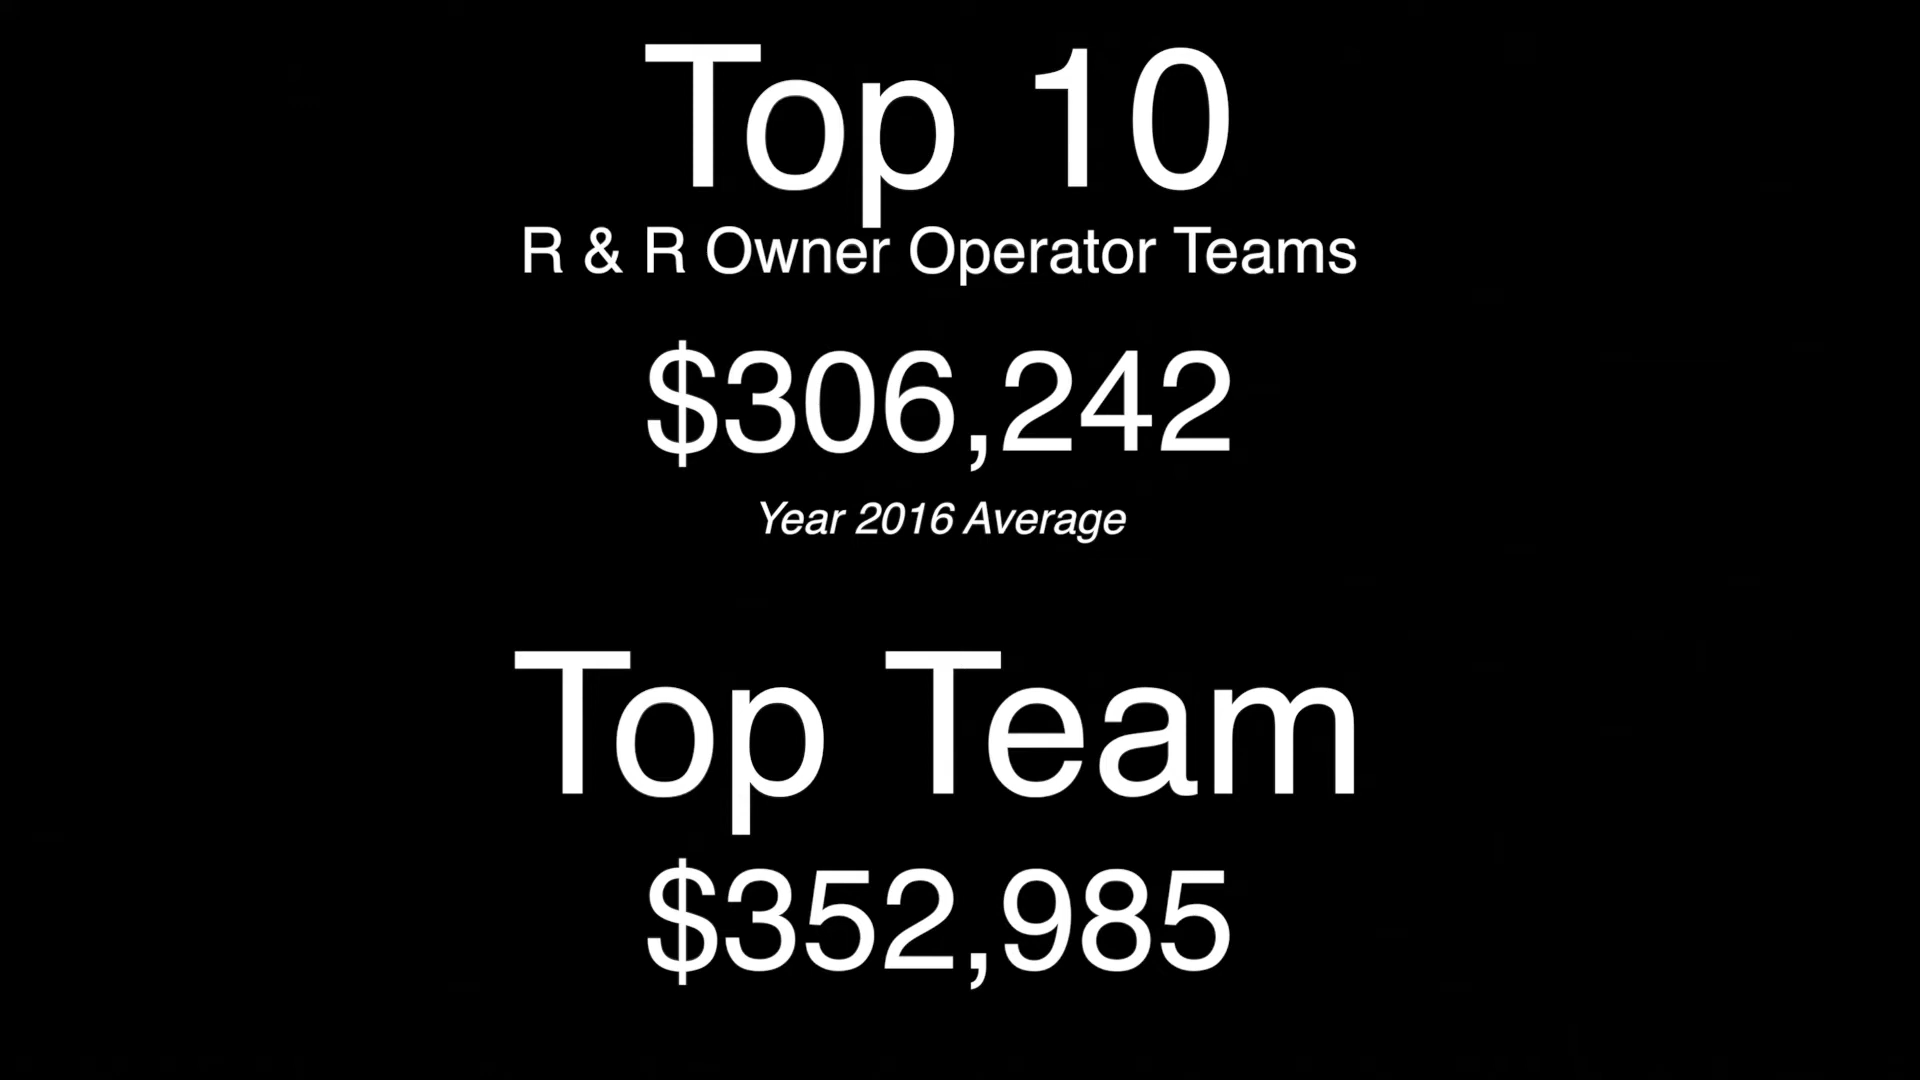 Top 10
R & R Owner Operator Teams
$306,242
Year 2016 Average
Top Team
$352,985